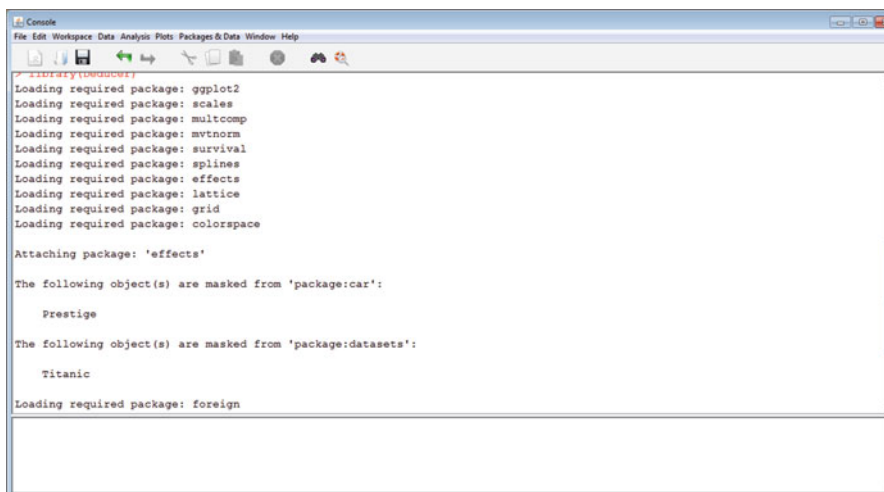 Console
File Edit Workspace Data Analysis Plots Packages & Data Window Help
> library(Deducer)
Loading required package: ggplot2
Loading required package: scales
Loading required package: multcomp
Loading required package: mvtnorm
Loading required package: survival
Loading required package: splines
Loading required package: effects
Loading required package: lattice
Loading required package: grid
Loading required package: colorspace
Attaching package: 'effects'
The following object(s) are masked from 'package:car':
Prestige
The following object(s) are masked from 'package:datasets':
Titanic
Loading required package: foreign